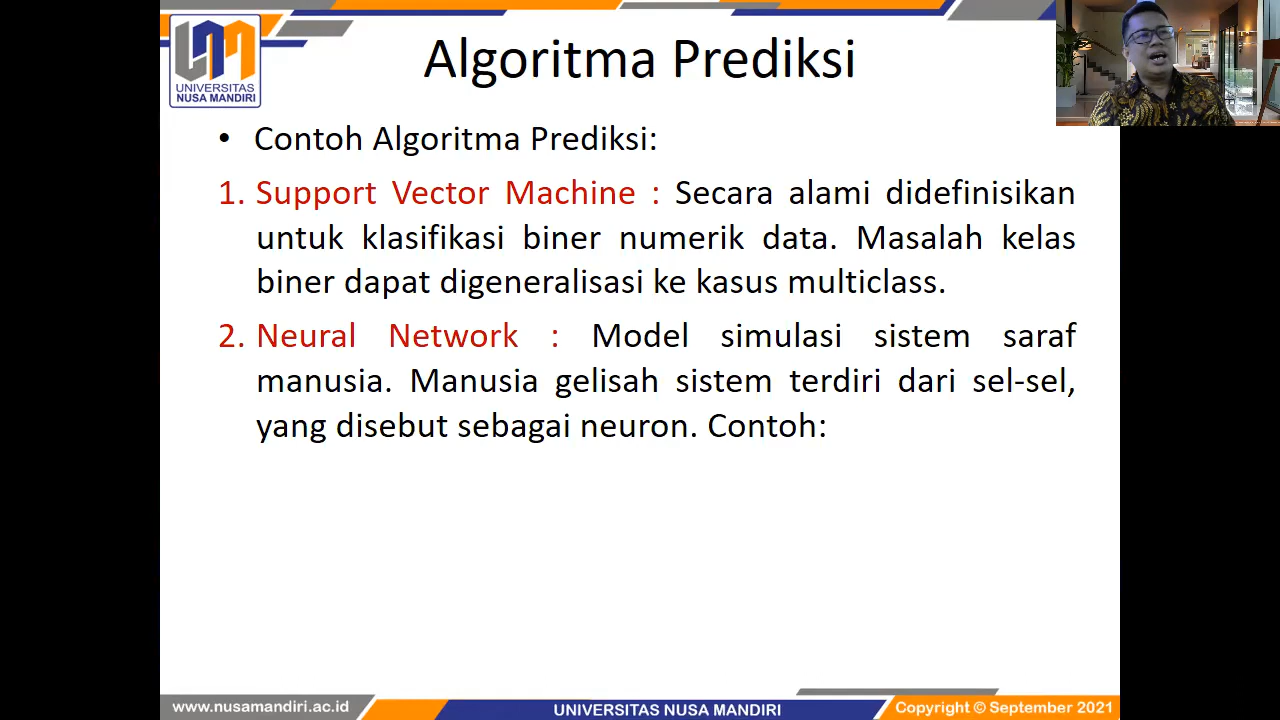 UNIVERSITAS
NUSA MANDIRI
Algoritma Prediksi
• Contoh Algoritma Prediksi:
1. Support Vector Machine : Secara alami didefinisikan
untuk klasifikasi biner numerik data. Masalah kelas
biner dapat digeneralisasi ke kasus multiclass.
2. Neural Network : Model simulasi sistem saraf
manusia. Manusia gelisah sistem terdiri dari sel-sel,
yang disebut sebagai neuron. Contoh:
www.nusamandiri.ac.id
UNIVERSITAS NUSA MANDIRI
Copyright © September 2021